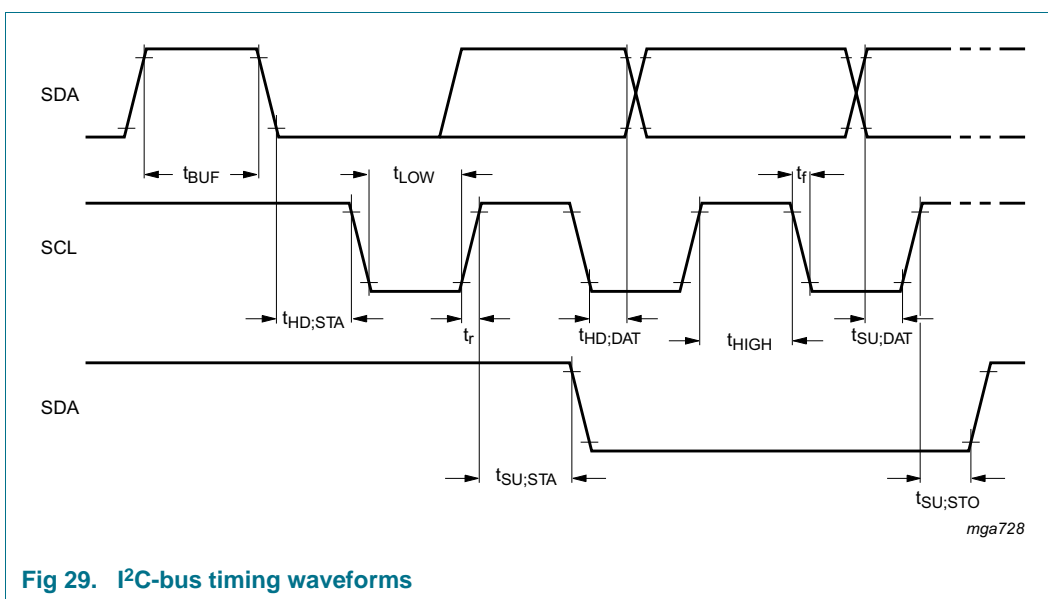 SDA
tBUF
tLOW
tf
SCL
tHD;STA
tr
tHD;DAT
tHIGH
tSU;DAT
SDA
tSU;STA
tSU;STO
mga728
Fig 29. I²C-bus timing waveforms